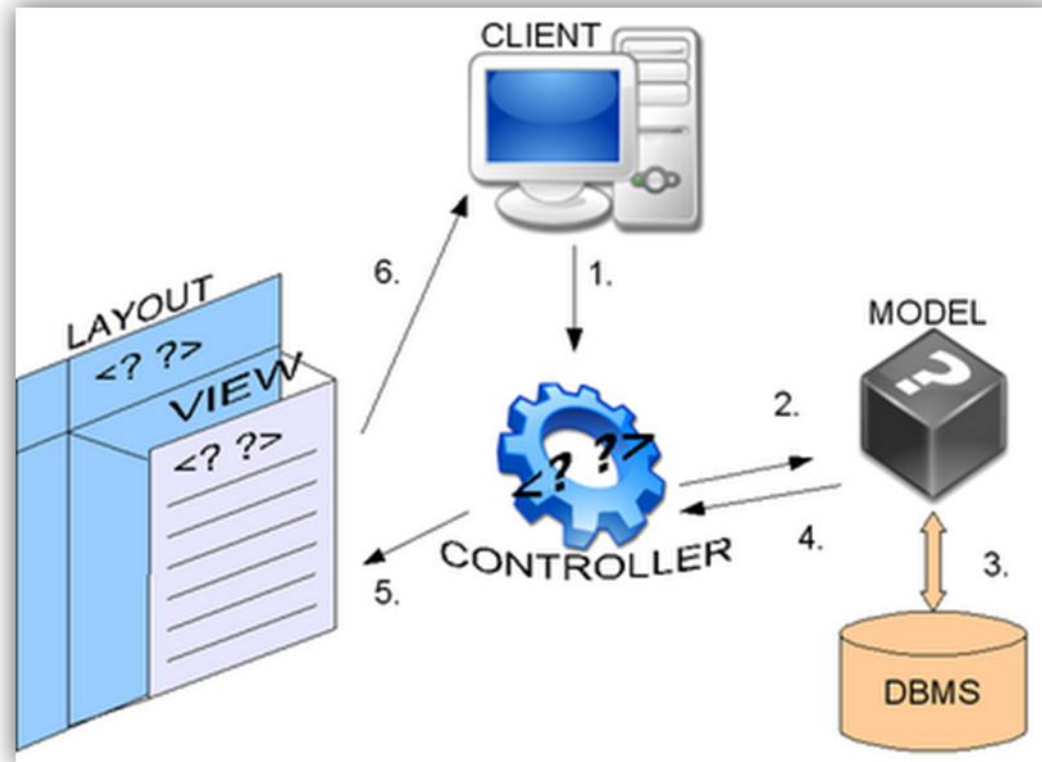 CLIENT
6.
1.
LAYOUT
<? ?>
VIEW
<? ?>
MODEL
?
2.
<? ?>
CONTROLLER
4.
5.
3.
DBMS